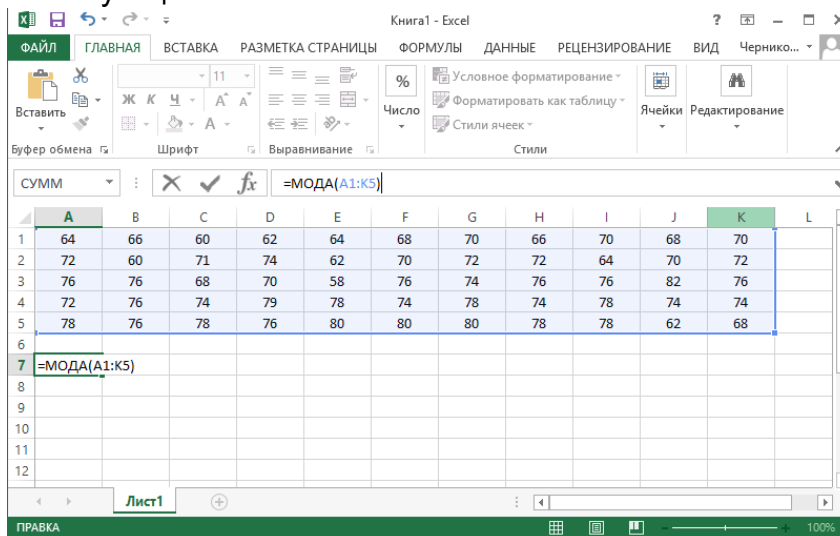 Книга1 - Excel
ФАЙЛ ГЛАВНАЯ ВСТАВКА РАЗМЕТКА СТРАНИЦЫ ФОРМУЛЫ ДАННЫЕ РЕЦЕНЗИРОВАНИЕ ВИД Чернико...
11
Ж К Ч А А
А
Вставить
%
Число
Условное форматирование
Форматировать как таблицу
Стили ячеек
Ячейки Редактирование
Буфер обмена Шрифт Выравнивание Стили
СУММ fx =МОДА(A1:K5)
A B C D E F G H I J K L
1 64 66 60 62 64 68 70 66 70 68 70
2 72 60 71 74 62 70 72 72 64 70 72
3 76 76 68 70 58 76 74 76 76 82 76
4 72 76 74 79 78 74 78 74 78 74 74
5 78 76 78 76 80 80 80 78 78 62 68
6
7 =МОДА(A1:K5)
8
9
10
11
12
Лист1
ПРАВКА 100%